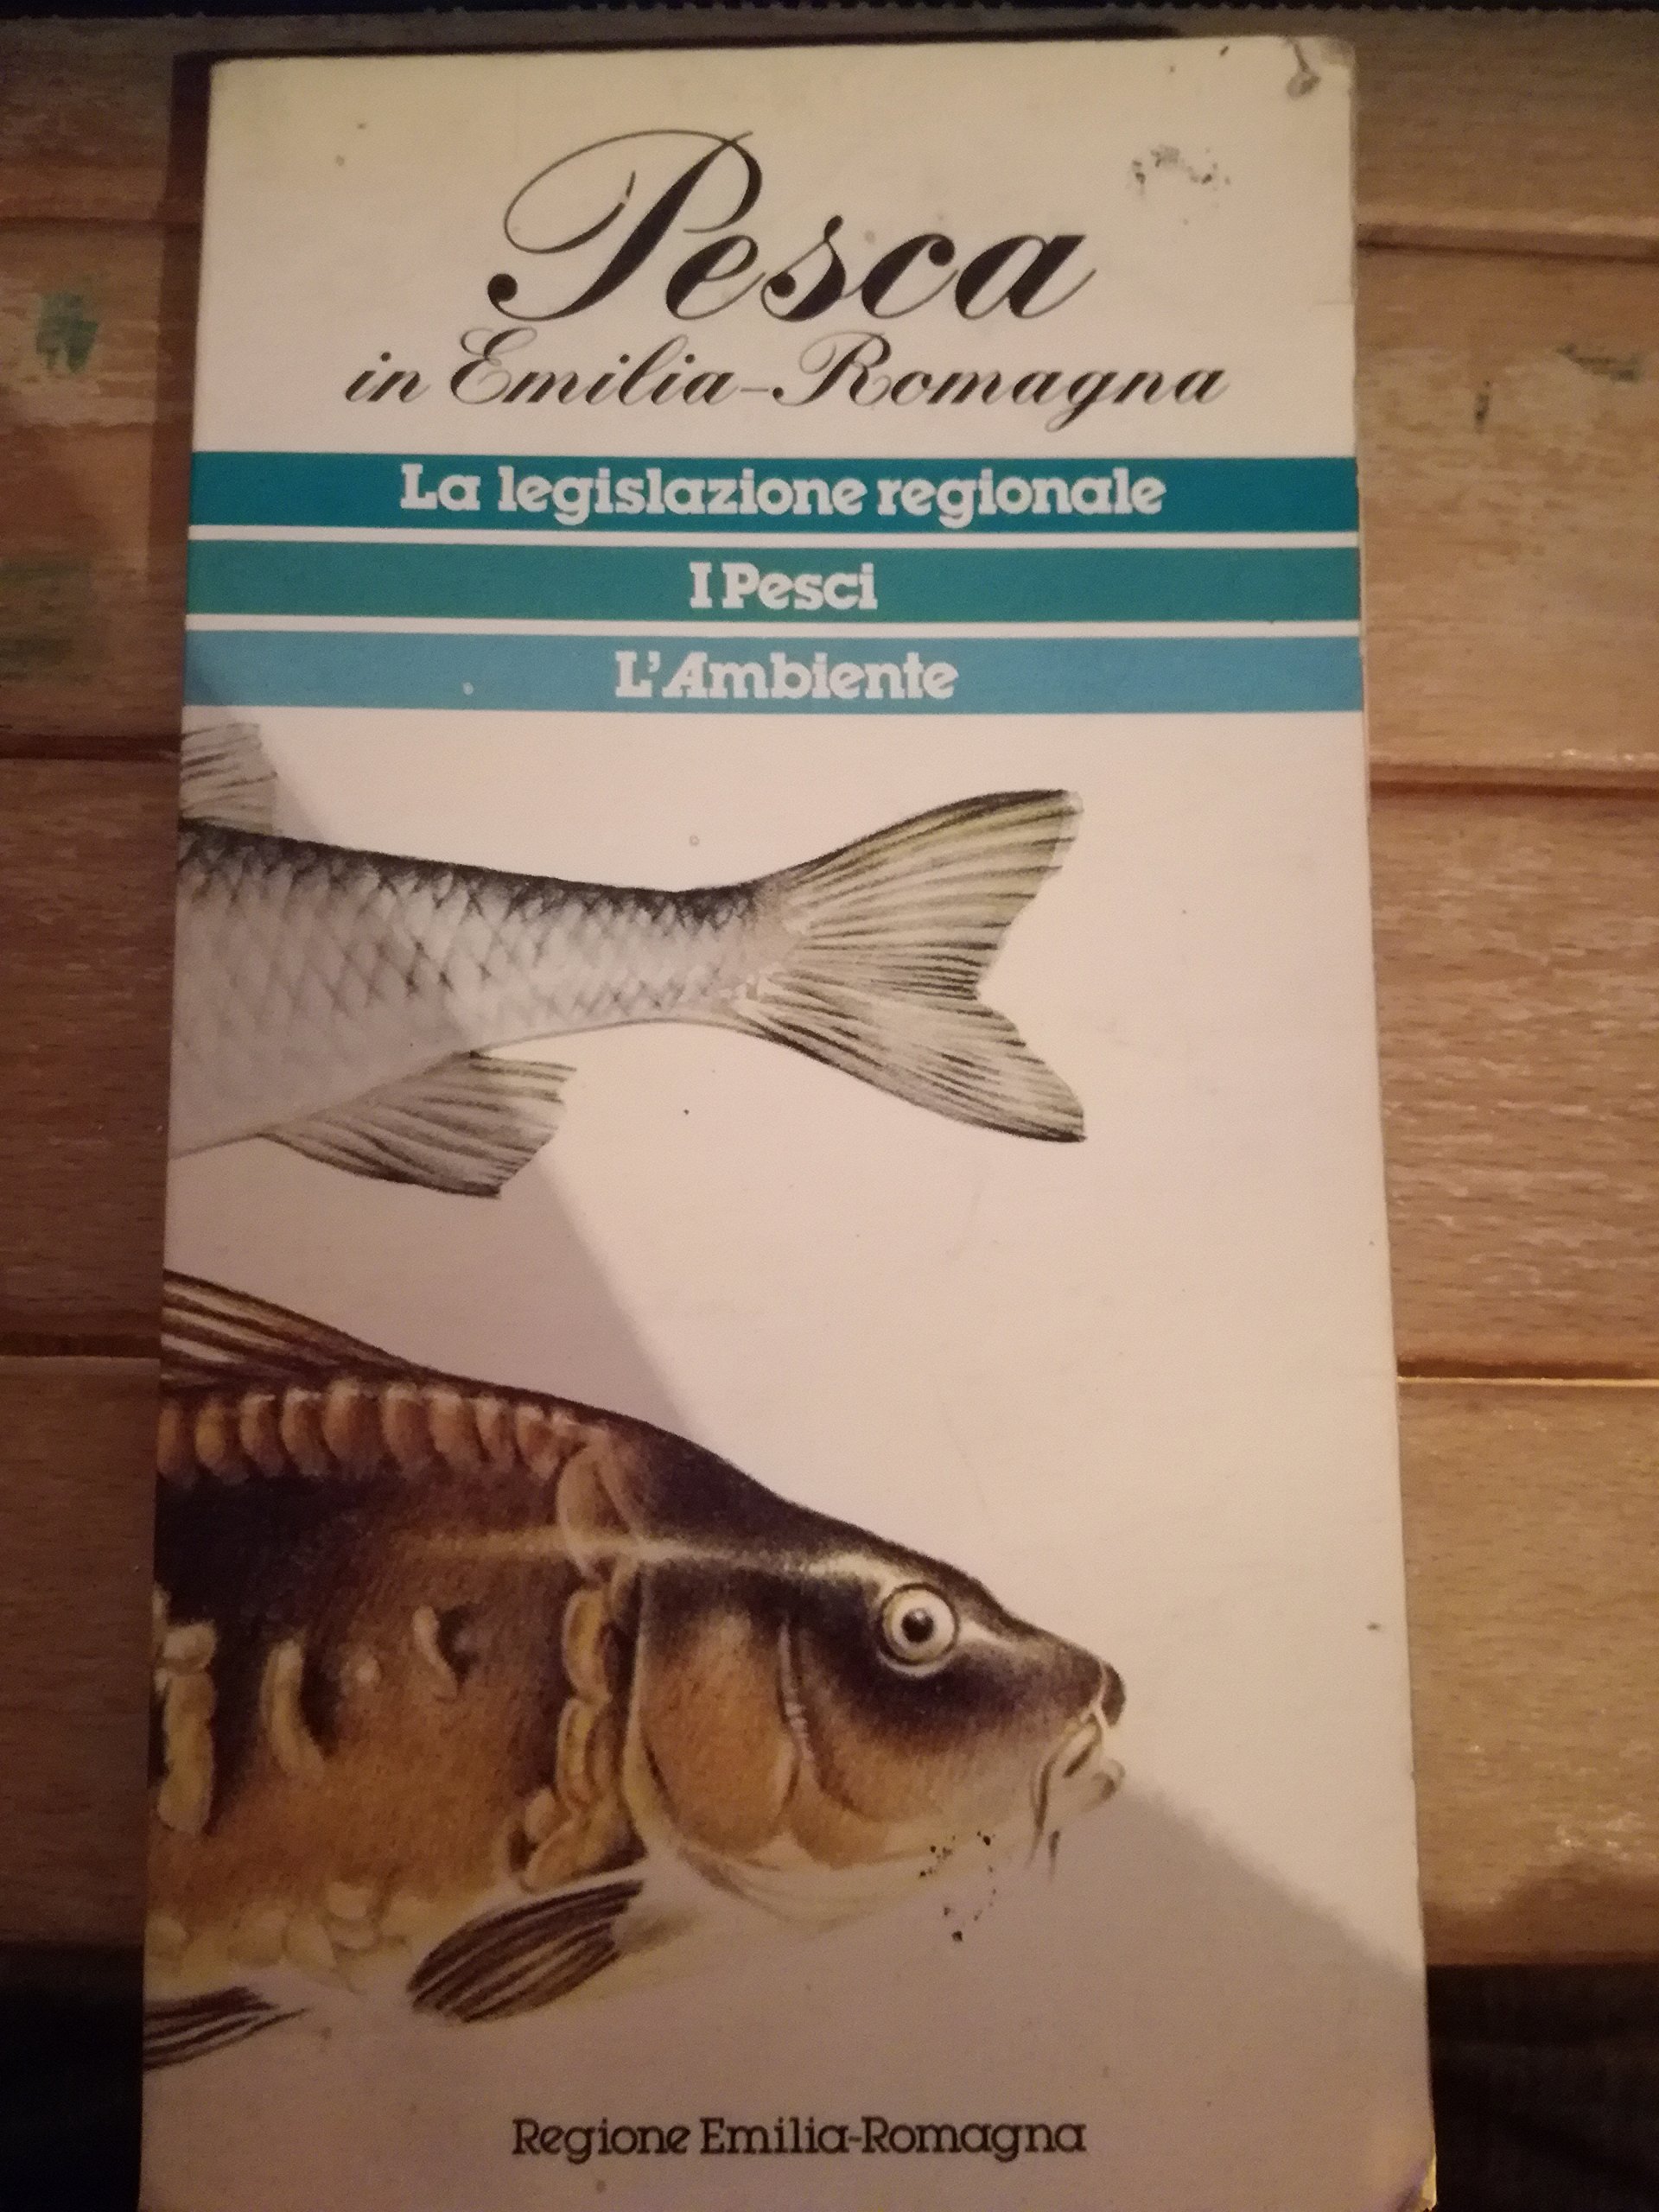 Pesca
in Emilia-Romagna
La legislazione regionale
I Pesci
L'Ambiente
Regione Emilia-Romagna